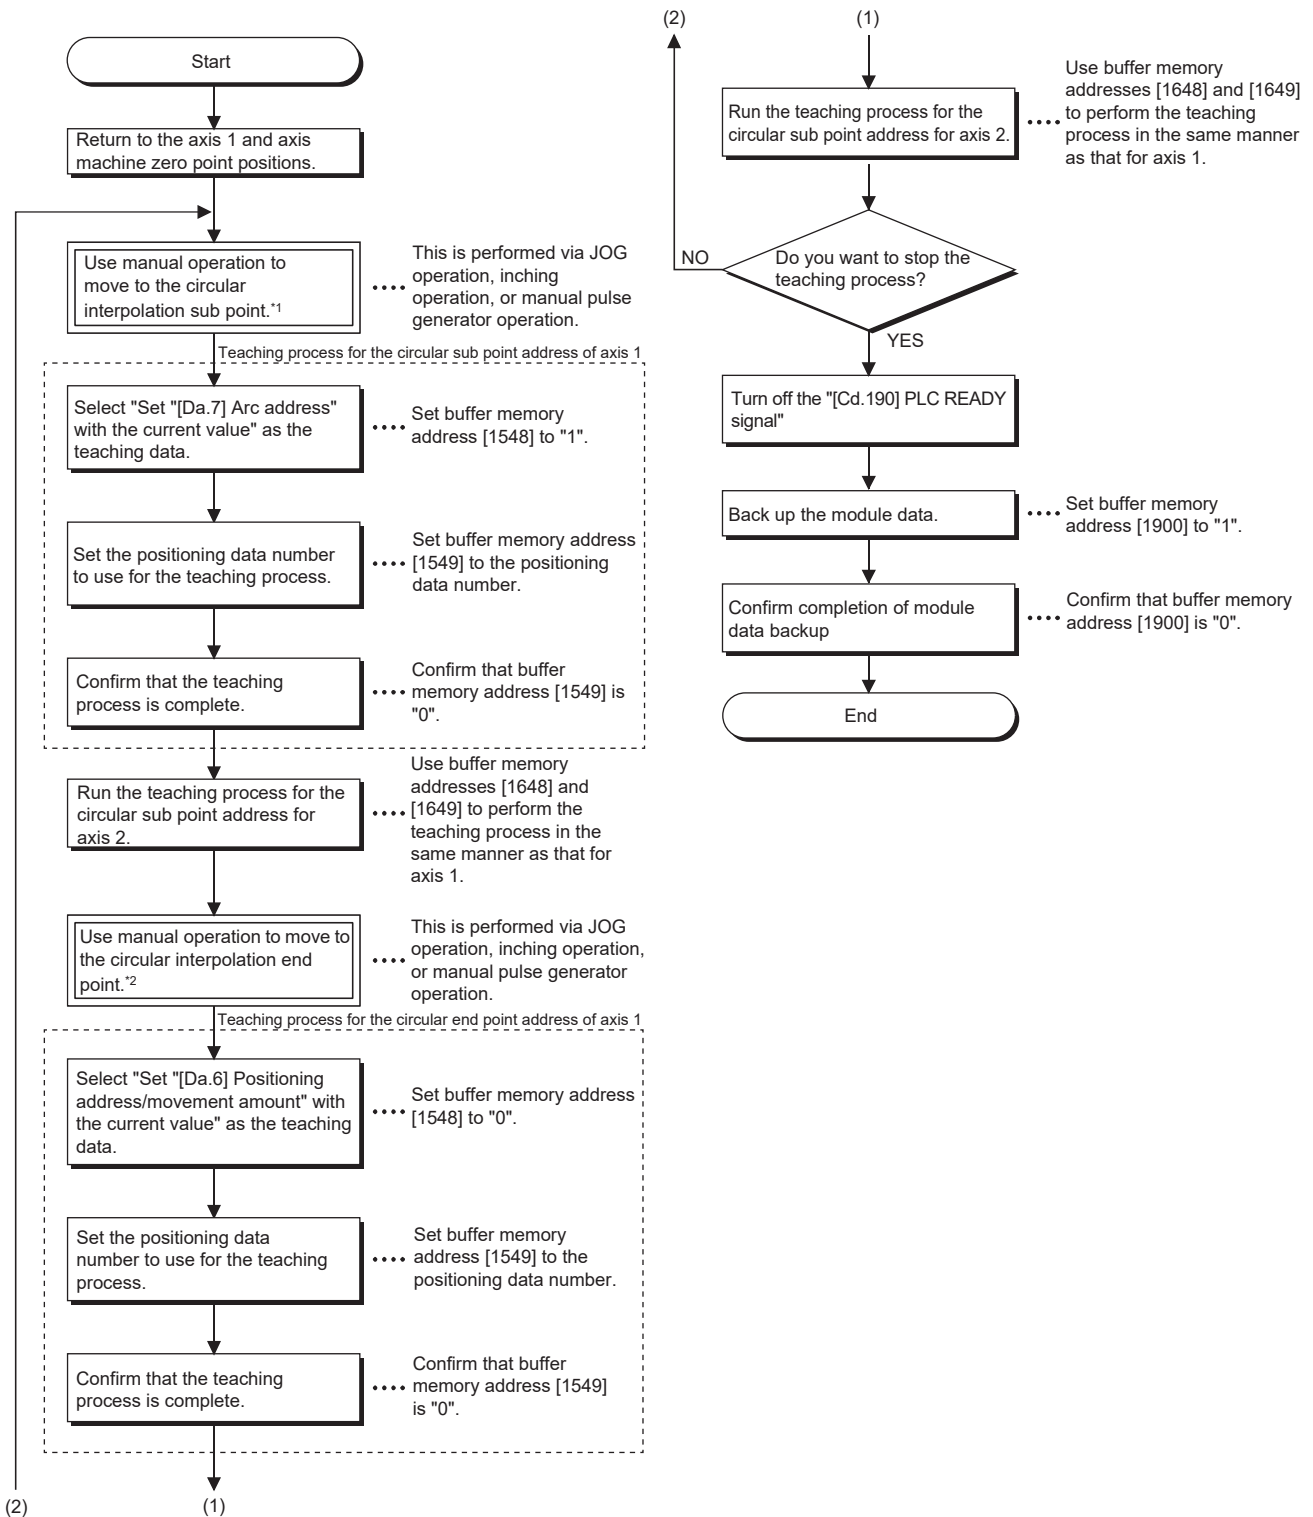 Start
Return to the axis 1 and axis
machine zero point positions.
Use manual operation to
move to the circular
interpolation sub point.*1
This is performed via JOG
operation, inching
operation, or manual pulse
generator operation.
Teaching process for the circular sub point address of axis 1
Select "Set "[Da.7] Arc address"
with the current value" as the
teaching data.
Set buffer memory
address [1548] to "1".
Set the positioning data number
to use for the teaching process.
Set buffer memory address
[1549] to the positioning
data number.
Confirm that the teaching
process is complete.
Confirm that buffer
memory address [1549] is
"0".
Run the teaching process for the
circular sub point address for
axis 2.
Use buffer memory
addresses [1648] and
[1649] to perform the
teaching process in the
same manner as that for
axis 1.
Use manual operation to move to
the circular interpolation end
point.*2
This is performed via JOG
operation, inching operation,
or manual pulse generator
operation.
Teaching process for the circular end point address of axis 1
Select "Set "[Da.6] Positioning
address/movement amount" with
the current value" as the teaching
data.
Set buffer memory address
[1548] to "0".
Set the positioning data
number to use for the teaching
process.
Set buffer memory
address [1549] to the
positioning data number.
Confirm that the teaching
process is complete.
Confirm that buffer
memory address [1549]
is "0".
(2)
(1)
(2)
(1)
Run the teaching process for the
circular sub point address for axis 2.
Use buffer memory
addresses [1648] and [1649]
to perform the teaching
process in the same manner
as that for axis 1.
NO
Do you want to stop the
teaching process?
YES
Turn off the "[Cd.190] PLC READY
signal"
Back up the module data.
Set buffer memory
address [1900] to "1".
Confirm completion of module
data backup
Confirm that buffer memory
address [1900] is "0".
End